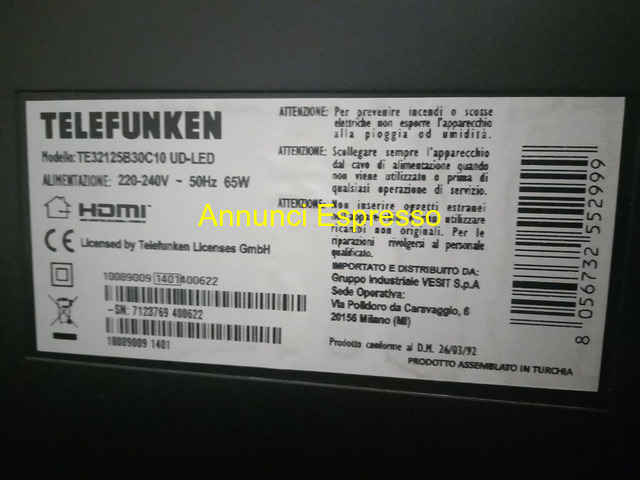 TELEFUNKEN
Modello: TE32125B30C10 UD-LED
ALIMENTAZIONE: 220-240V ~ 50Hz 65W
HDMI
CE Licensed by Telefunken Licenses GmbH
10089009 1401 400622
-SN: 7123769 400622
10089009 1401
ATTENZIONE: Per prevenire incendi o scosse
elettriche non esporre l'apparecchio
alla pioggia od umidità.
ATTENZIONE: Scollegare sempre l'apparecchio
dal cavo di alimentazione quando
non viene utilizzato e prima di
qualsiasi operazione di servizio.
ATTENZIONE: Non inserire oggetti estranei
utilizzare
ricambi non originali. Per le
riparazioni rivolgersi al personale
qualificato.
IMPORTATO E DISTRIBUITO DA:
Gruppo Industriale VESIT S.p.A
Sede Operativa:
Via Polidoro da Caravaggio, 6
20156 Milano (MI)
Prodotto conforme al D.M. 26/03/92
PRODOTTO ASSEMBLATO IN TURCHIA
8 056732 552999
Annunci Espresso